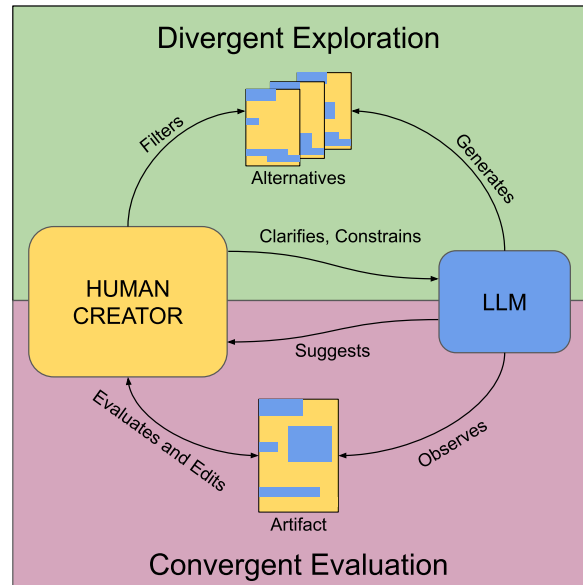 Divergent Exploration
Filters
Generates
Alternatives
Clarifies, Constrains
HUMAN
CREATOR
LLM
Suggests
Evaluates and Edits
Observes
Artifact
Convergent Evaluation